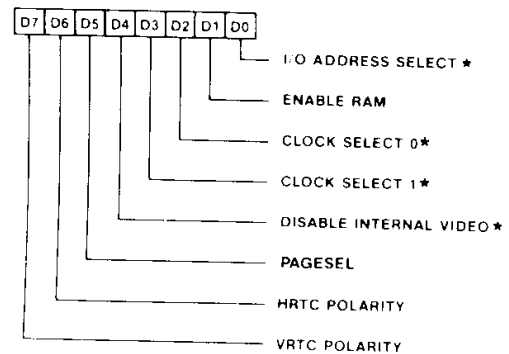 D7 D6 D5 D4 D3 D2 D1 D0
I/O ADDRESS SELECT ★
ENABLE RAM
CLOCK SELECT 0★
CLOCK SELECT 1★
DISABLE INTERNAL VIDEO★
PAGESEL
HRTC POLARITY
VRTC POLARITY